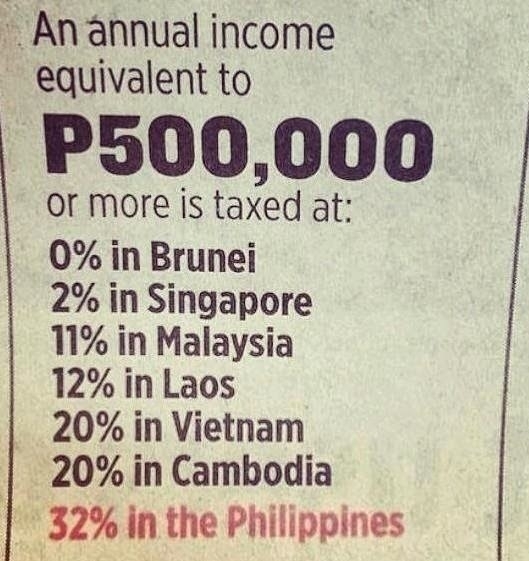 An annual income
equivalent to
P500,000
or more is taxed at:
0% in Brunei
2% in Singapore
11% in Malaysia
12% in Laos
20% in Vietnam
20% in Cambodia
32% in the Philippines